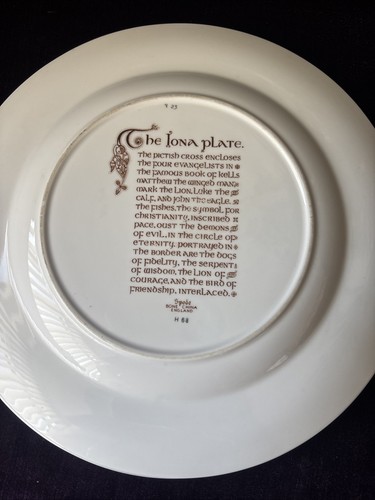 The Iona plate.
The pictish cross encloses
the four evangelists in
the famous Book of Kells
Matthew the winged man:
Mark the Lion, Luke the
calf, and John the eagle.
The fishes, the symbol for
christianity, inscribed
pace, oust the demons
of evil, in the circle of
eternity. portrayed in
the border are the dogs
of fidelity, the serpent
of wisdom, the lion of
courage, and the bird of
friendship. interlaced.
Spode
BONE CHINA
ENGLAND
H 68